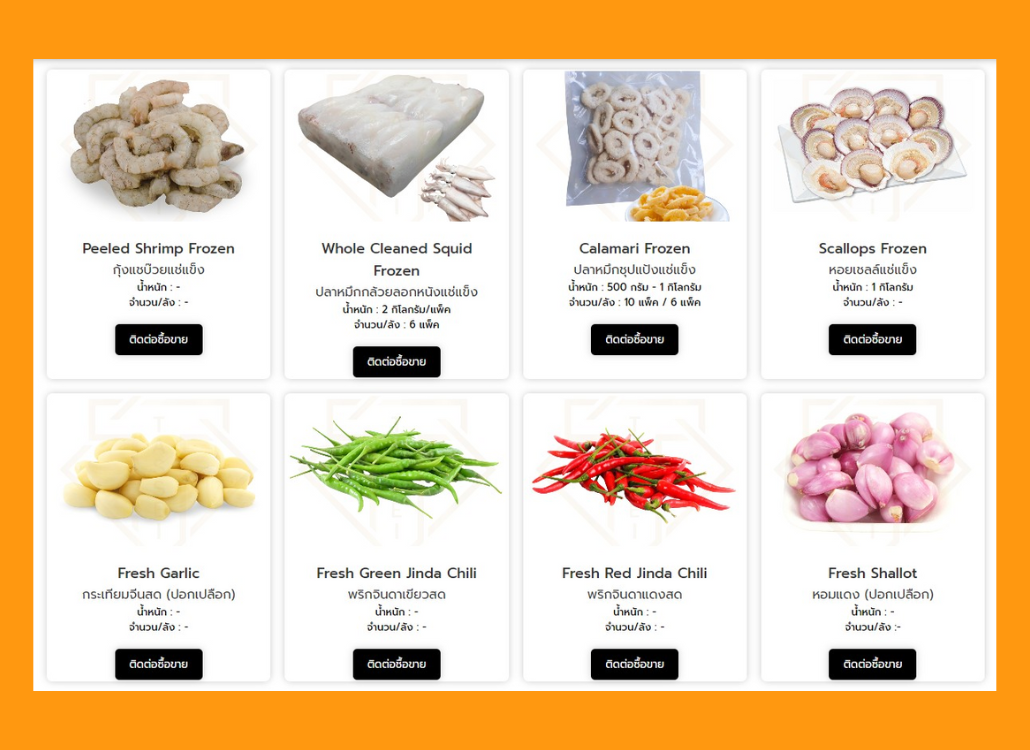 Peeled Shrimp Frozen
กุ้งแชบ๊วยแช่แข็ง
น้ำหนัก : -
จำนวน/ลัง : -
ติดต่อซื้อขาย
Whole Cleaned Squid
Frozen
ปลาหมึกกล้วยลอกหนังแช่แข็ง
น้ำหนัก : 2 กิโลกรัม/แพ็ค
จำนวน/ลัง : 6 แพ็ค
ติดต่อซื้อขาย
Calamari Frozen
ปลาหมึกชุปแป้งแช่แข็ง
น้ำหนัก : 500 กรัม - 1 กิโลกรัม
จำนวน/ลัง : 10 แพ็ค / 6 แพ็ค
ติดต่อซื้อขาย
Scallops Frozen
หอยเชลล์แช่แข็ง
น้ำหนัก : 1 กิโลกรัม
จำนวน/ลัง : -
ติดต่อซื้อขาย
Fresh Garlic
กระเทียมจีนสด (ปอกเปลือก)
น้ำหนัก : -
จำนวน/ลัง : -
ติดต่อซื้อขาย
Fresh Green Jinda Chili
พริกจินดาเขียวสด
น้ำหนัก : -
จำนวน/ลัง : -
ติดต่อซื้อขาย
Fresh Red Jinda Chili
พริกจินดาแดงสด
น้ำหนัก : -
จำนวน/ลัง : -
ติดต่อซื้อขาย
Fresh Shallot
หอมแดง (ปอกเปลือก)
น้ำหนัก : -
จำนวน/ลัง :-
ติดต่อซื้อขาย